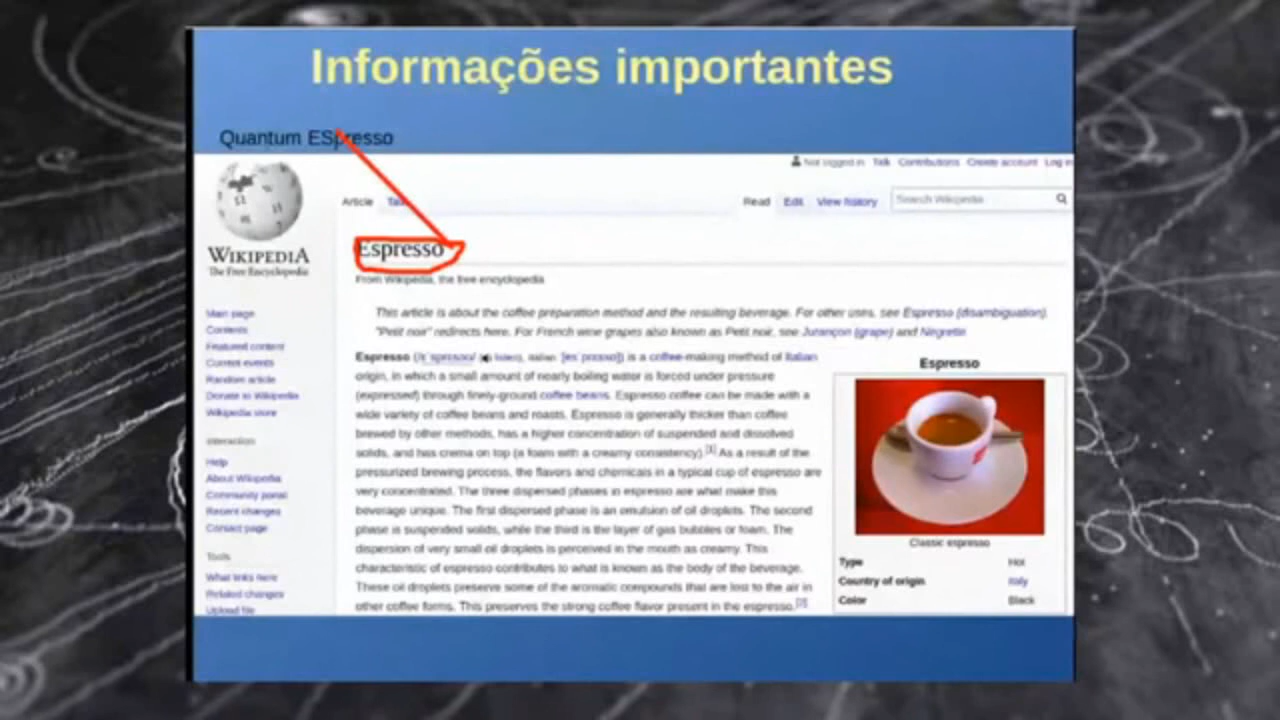 Informações importantes
Quantum ESpresso
Not logged in Talk Contributions Create account Log in
Article
Read Edit View history
Search Wikipedia
WIKIPEDIA
The Free Encyclopedia
Espresso
From Wikipedia, the free encyclopedia
Main page
Contents
Featured content
Current events
Random article
Donate to Wikipedia
Wikipedia store
Interaction
Help
About Wikipedia
Community portal
Recent changes
Contact page
Tools
What links here
Related changes
Upload file
This article is about the coffee preparation method and the resulting beverage. For other uses, see Espresso (disambiguation).
"Petit noir" redirects here. For French wine grapes also known as Petit noir, see Jurançon (grape) and Négrette
Espresso is a coffee-making method of Italian
origin, in which a small amount of nearly boiling water is forced under pressure
(expressed) through finely-ground coffee beans. Espresso coffee can be made with a
wide variety of coffee beans and roasts. Espresso is generally thicker than coffee
brewed by other methods, has a higher concentration of suspended and dissolved
solids, and has crema on top (a foam with a creamy consistency).[1] As a result of the
pressurized brewing process, the flavors and chemicals in a typical cup of espresso are
very concentrated. The three dispersed phases in espresso are what make this
beverage unique. The first dispersed phase is an emulsion of oil droplets. The second
phase is suspended solids, while the third is the layer of gas bubbles or foam. The
dispersion of very small oil droplets is perceived in the mouth as creamy. This
characteristic of espresso contributes to what is known as the body of the beverage.
These oil droplets preserve some of the aromatic compounds that are lost to the air in
other coffee forms. This preserves the strong coffee flavor present in the espresso.[2]
Espresso
Classic espresso
Type Hot
Country of origin Italy
Color Black